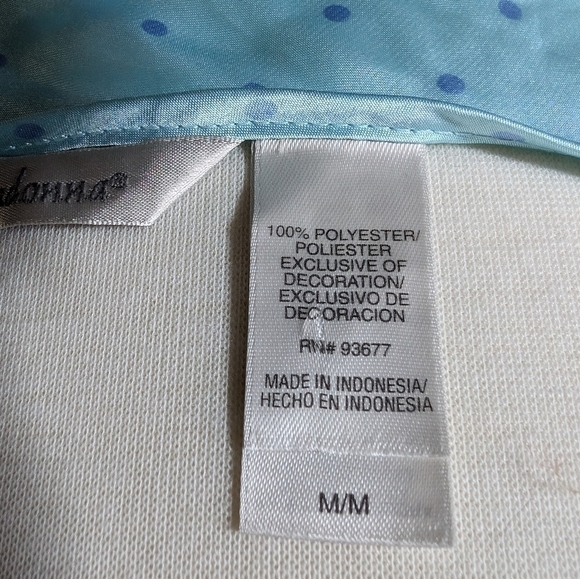 donna®
100% POLYESTER/
POLIESTER
EXCLUSIVE OF
DECORATION/
EXCLUSIVO DE
DECORACION
RN# 93677
MADE IN INDONESIA/
HECHO EN INDONESIA
M/M